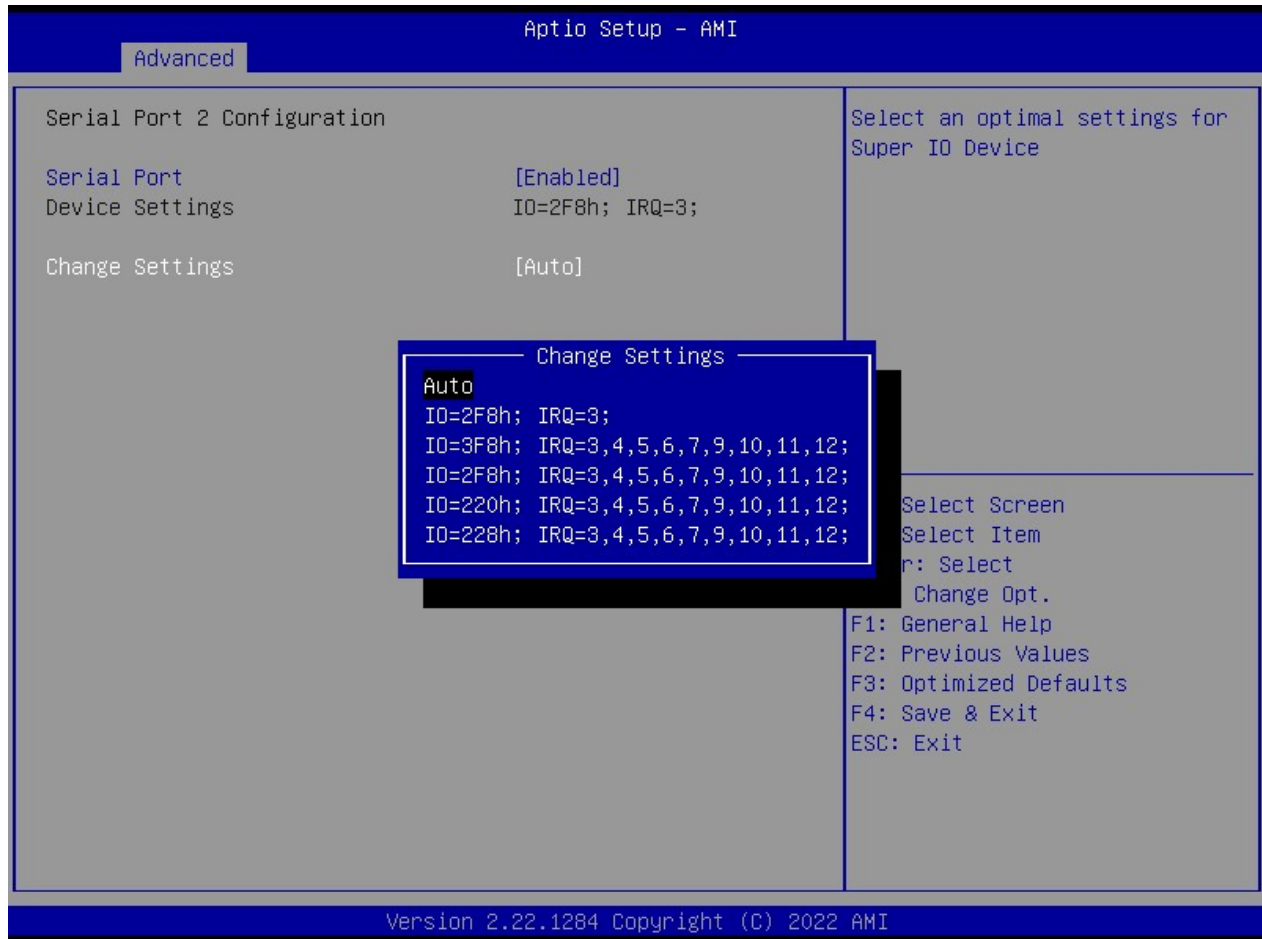 Aptio Setup – AMI
Advanced
Serial Port 2 Configuration
Serial Port [Enabled]
Device Settings IO=2F8h; IRQ=3;
Change Settings [Auto]
Select an optimal settings for
Super IO Device
Change Settings
Auto
IO=2F8h; IRQ=3;
IO=3F8h; IRQ=3,4,5,6,7,9,10,11,12;
IO=2F8h; IRQ=3,4,5,6,7,9,10,11,12;
IO=220h; IRQ=3,4,5,6,7,9,10,11,12;
IO=228h; IRQ=3,4,5,6,7,9,10,11,12;
Select Screen
Select Item
r: Select
Change Opt.
F1: General Help
F2: Previous Values
F3: Optimized Defaults
F4: Save & Exit
ESC: Exit
Version 2.22.1284 Copyright (C) 2022 AMI